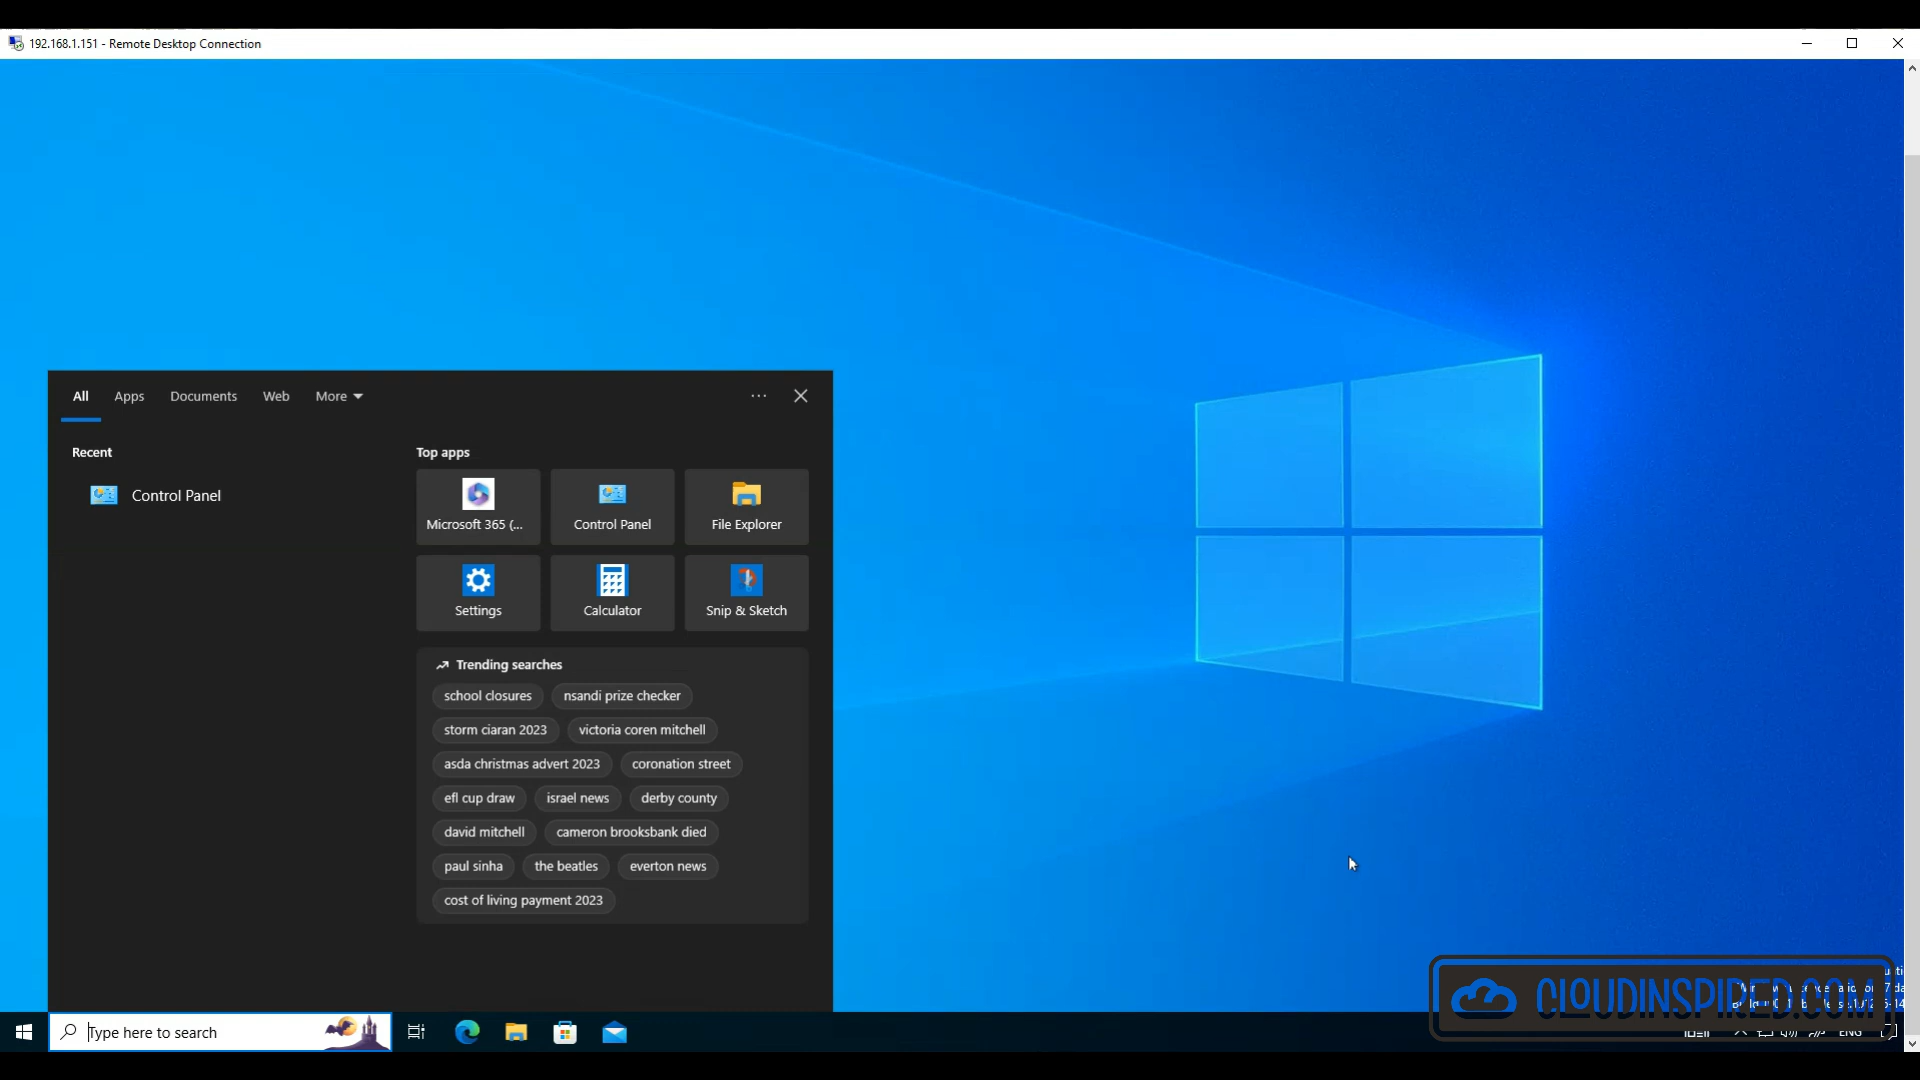 192.168.1.151 - Remote Desktop Connection
All Apps Documents Web More
Recent
Control Panel
Top apps
Microsoft 365 (...
Control Panel
File Explorer
Settings
Calculator
Snip & Sketch
Trending searches
school closures
nsandi prize checker
storm ciaran 2023
victoria coren mitchell
asda christmas advert 2023
coronation street
efl cup draw
israel news
derby county
david mitchell
cameron brooksbank died
paul sinha
the beatles
everton news
cost of living payment 2023
CLOUDINSPIRED.COM
Type here to search
ENG